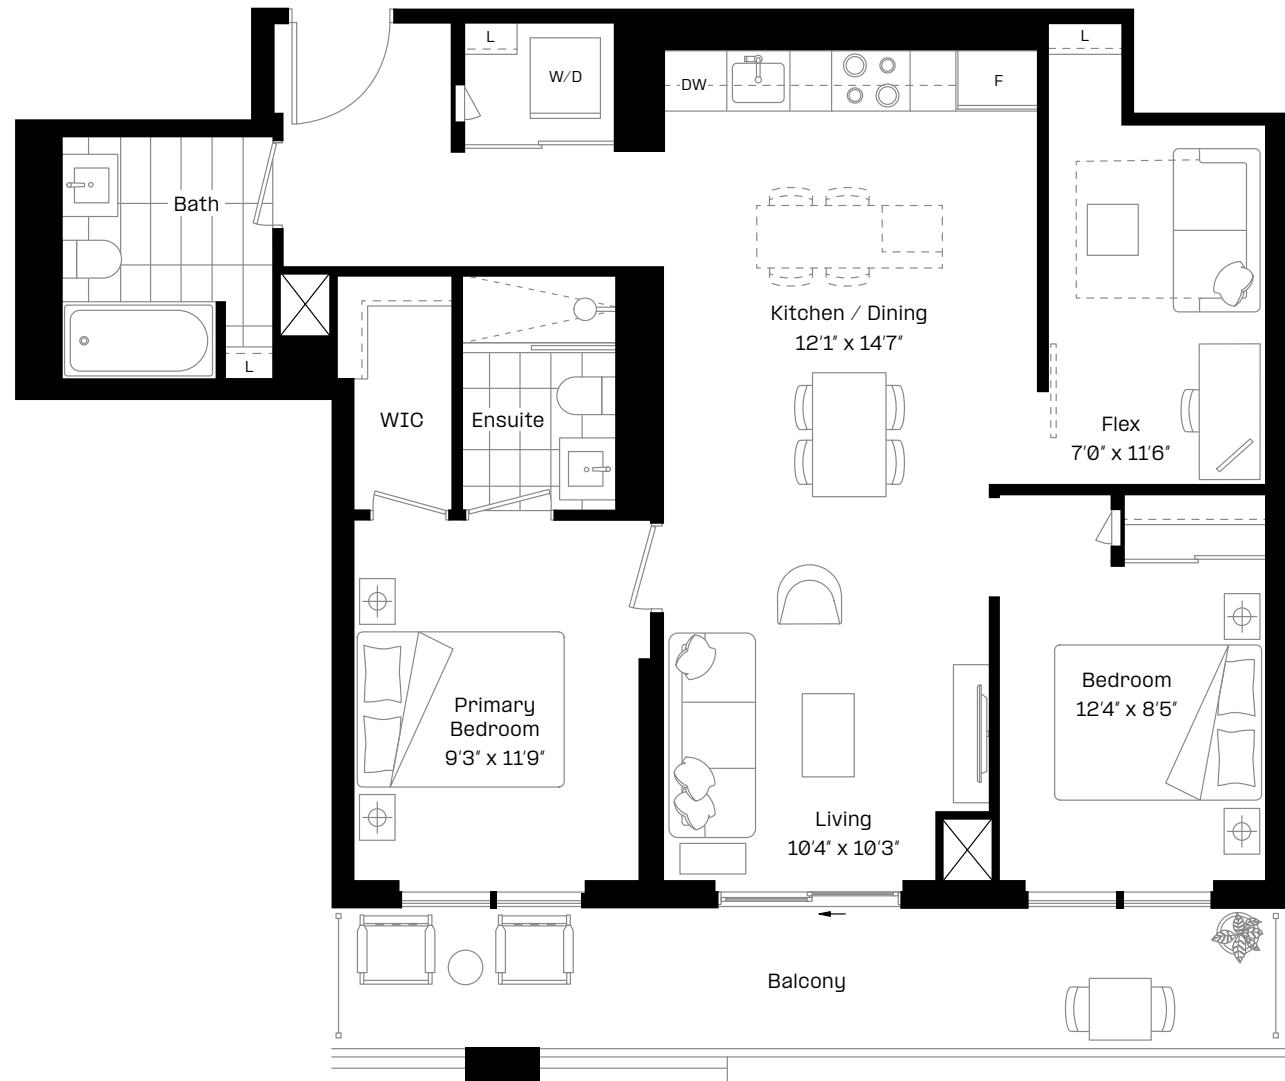 L
W/D
DW
F
L
Bath
Kitchen / Dining
12'1" x 14'7"
L
WIC
Ensuite
Flex
7'0" x 11'6"
Primary
Bedroom
9'3" x 11'9"
Bedroom
12'4" x 8'5"
Living
10'4" x 10'3"
Balcony